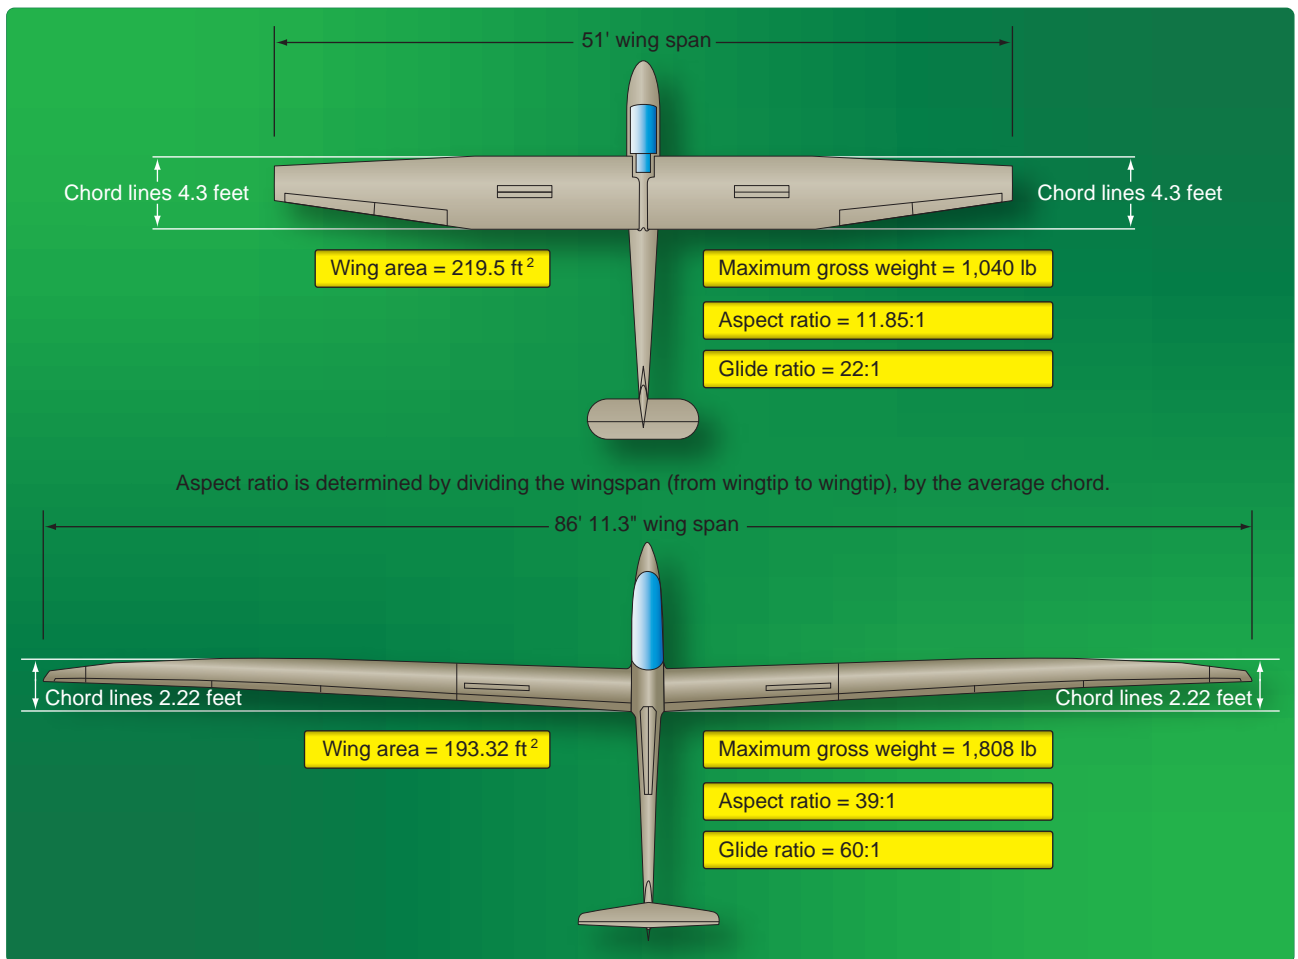 51' wing span
Chord lines 4.3 feet
Chord lines 4.3 feet
Wing area = 219.5 ft²
Maximum gross weight = 1,040 lb
Aspect ratio = 11.85:1
Glide ratio = 22:1
Aspect ratio is determined by dividing the wingspan (from wingtip to wingtip), by the average chord.
86' 11.3" wing span
Chord lines 2.22 feet
Chord lines 2.22 feet
Wing area = 193.32 ft²
Maximum gross weight = 1,808 lb
Aspect ratio = 39:1
Glide ratio = 60:1